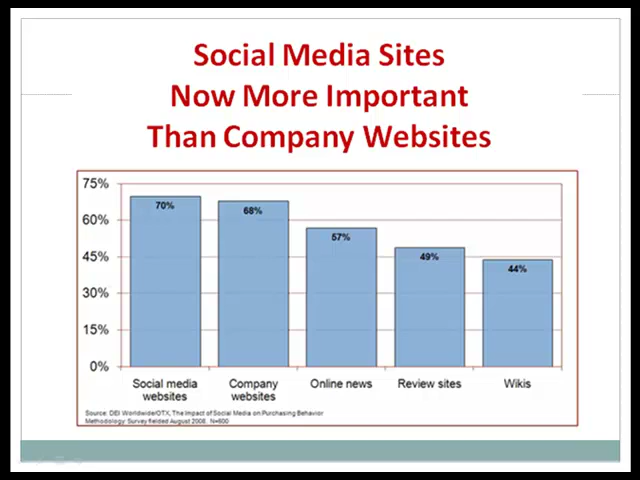 Social Media Sites
Now More Important
Than Company Websites
75%
60%
45%
30%
15%
0%
70%
68%
57%
49%
44%
Social media
websites
Company
websites
Online news
Review sites
Wikis
Source: DEI Worldwide/OTX, The Impact of Social Media on Purchasing Behavior
Methodology: Survey fielded August 2008. N=600